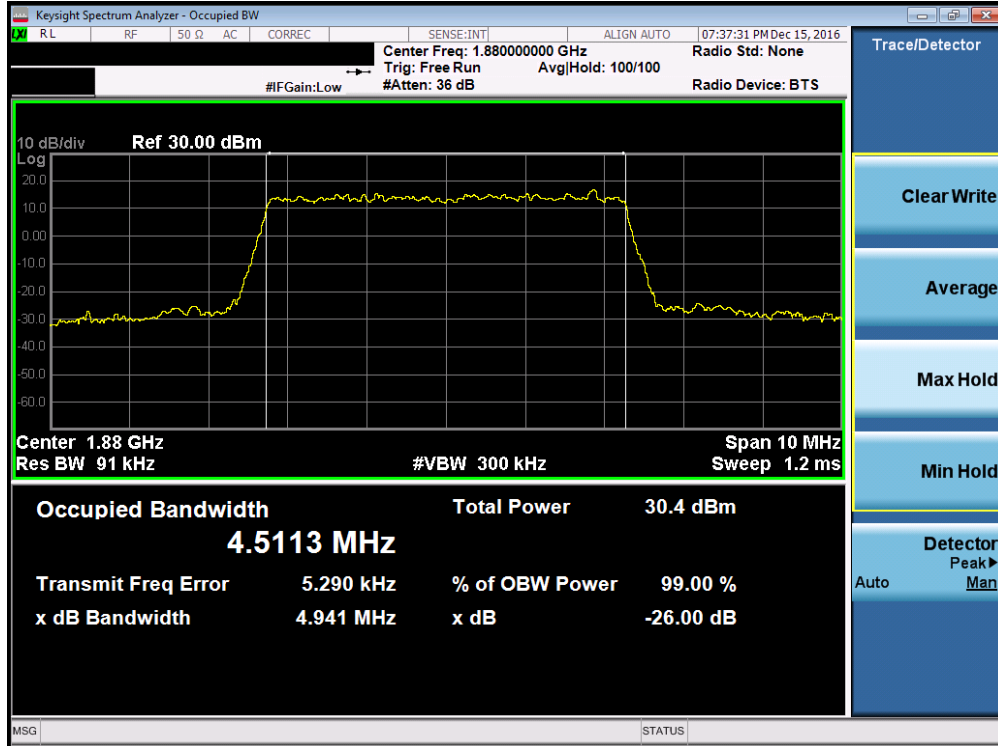 Keysight Spectrum Analyzer - Occupied BW
LXI RL RF 50 Ω AC CORREC SENSE:INT ALIGN AUTO 07:37:31 PM Dec 15, 2016
Center Freq: 1.880000000 GHz Radio Std: None
Trig: Free Run Avg|Hold: 100/100
#IFGain:Low #Atten: 36 dB Radio Device: BTS
Trace/Detector
10 dB/div Ref 30.00 dBm
Log
20.0
10.0
0.00
-10.0
-20.0
-30.0
-40.0
-50.0
-60.0
Center 1.88 GHz Span 10 MHz
Res BW 91 kHz #VBW 300 kHz Sweep 1.2 ms
Clear Write
Average
Max Hold
Min Hold
Detector
Peak
Auto Man
Occupied Bandwidth Total Power 30.4 dBm
4.5113 MHz
Transmit Freq Error 5.290 kHz % of OBW Power 99.00 %
x dB Bandwidth 4.941 MHz x dB -26.00 dB
MSG STATUS